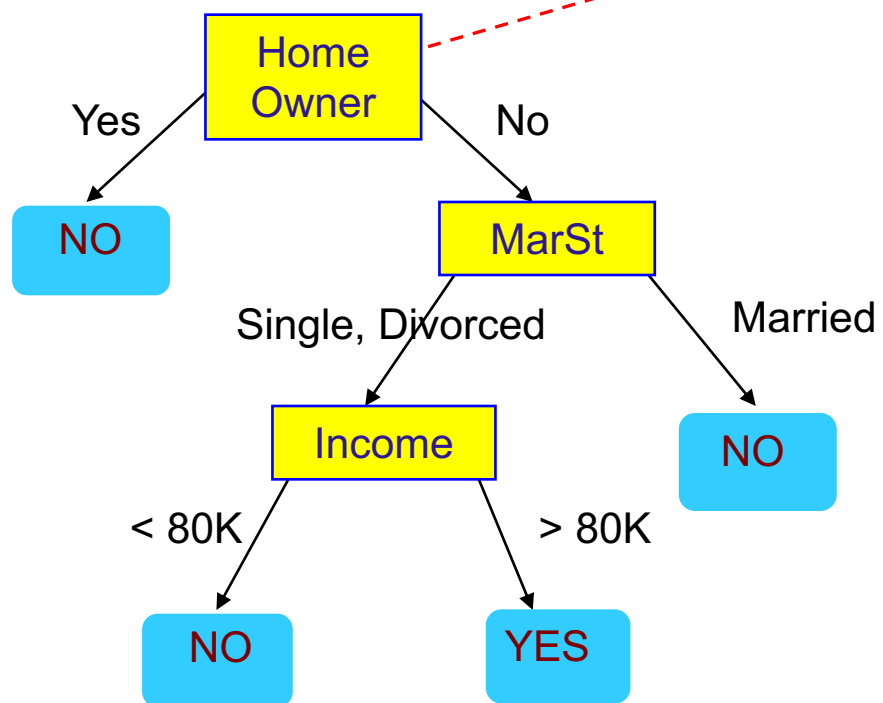 Home
Owner
Yes
No
NO
MarSt
Single, Divorced
Married
Income
NO
< 80K
> 80K
NO
YES